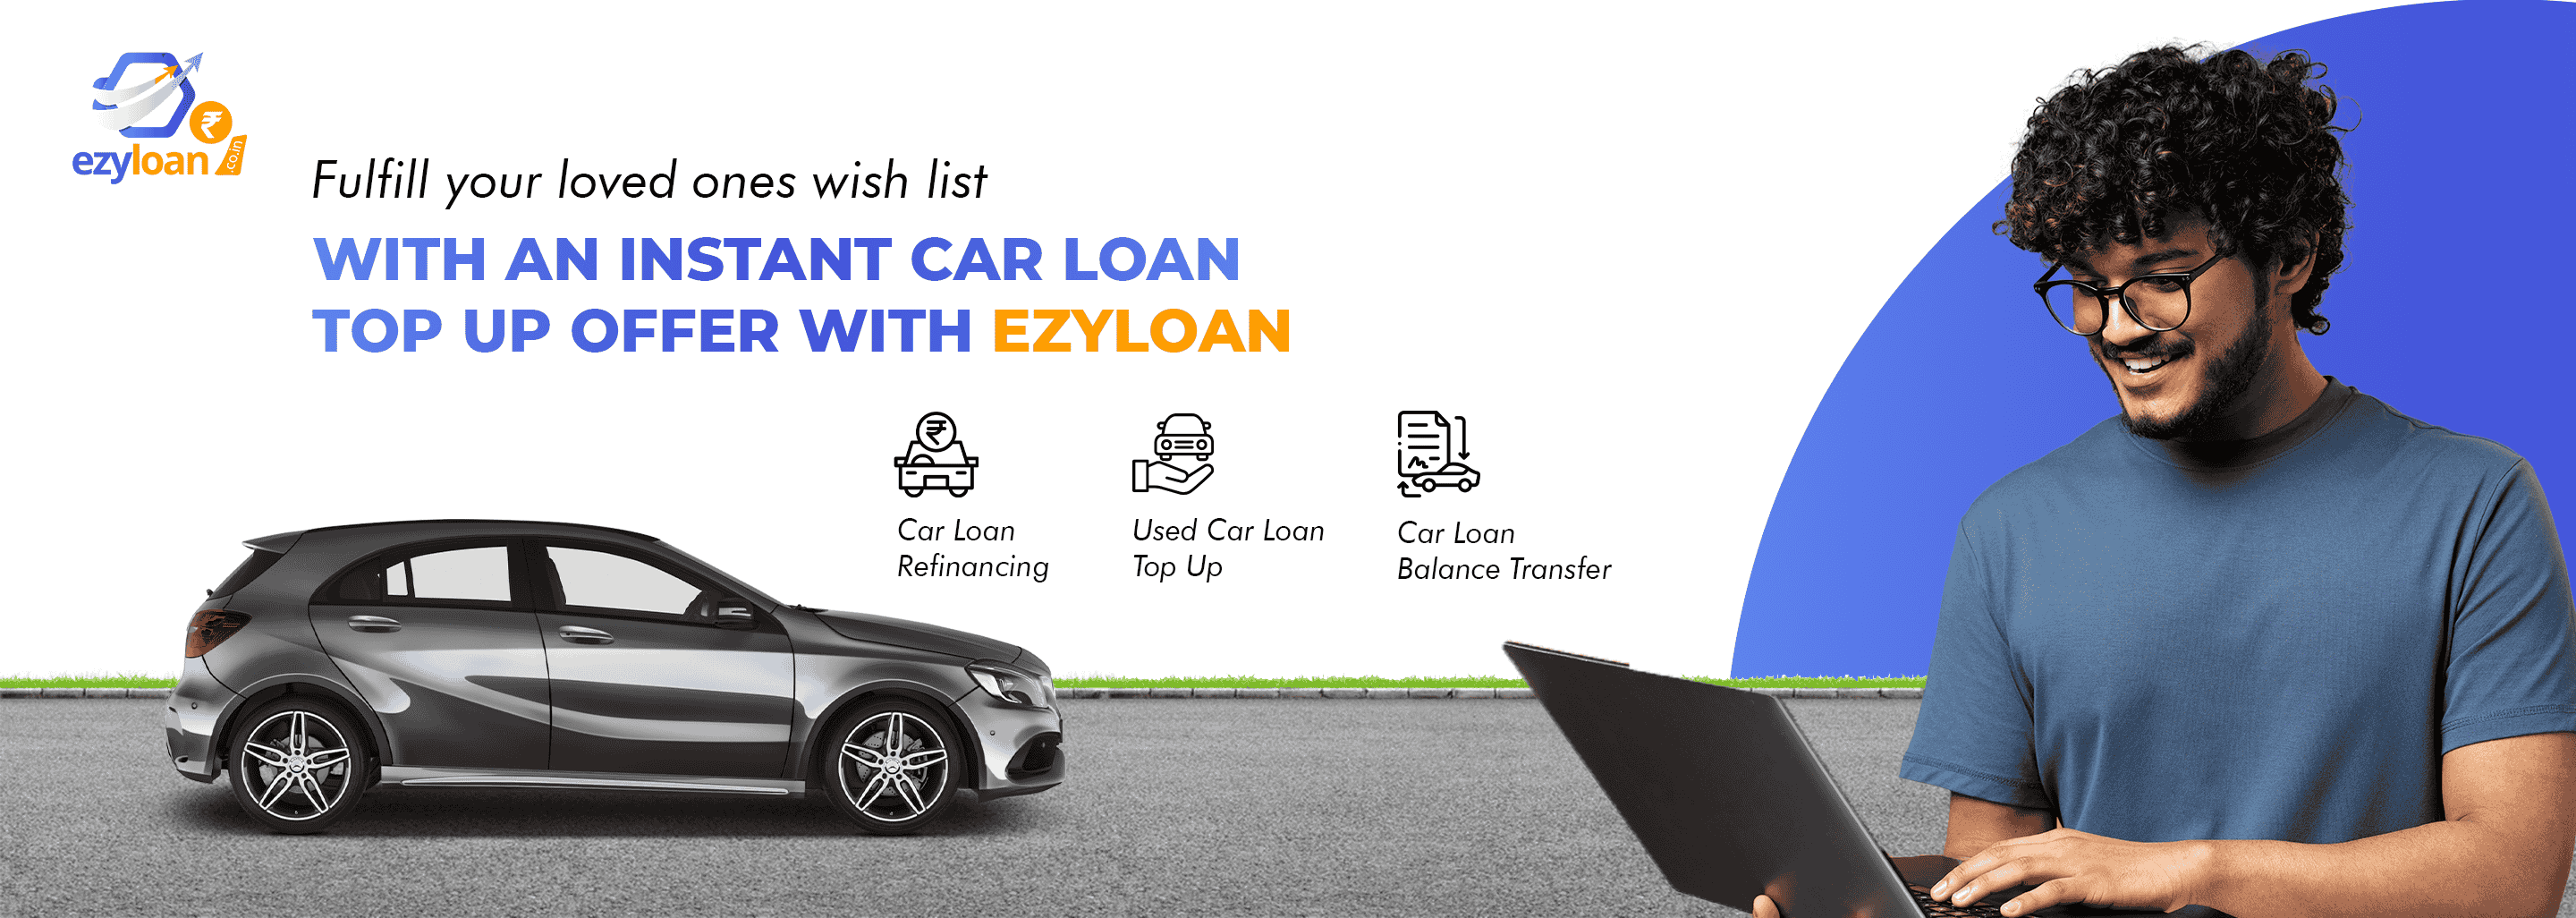 ₹
ezyloan
.co.in
Fulfill your loved ones wish list
WITH AN INSTANT CAR LOAN
TOP UP OFFER WITH EZYLOAN
₹
Car Loan
Refinancing
Used Car Loan
Top Up
Car Loan
Balance Transfer